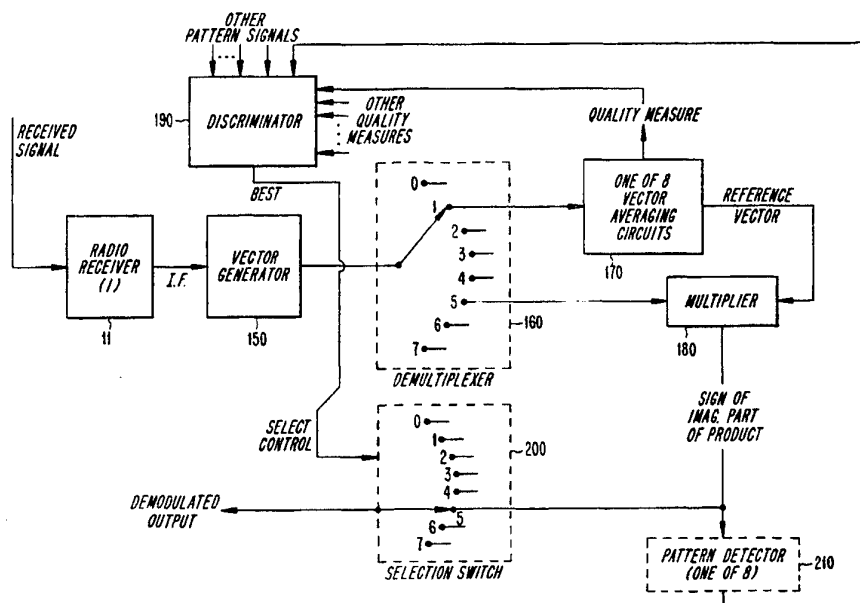 OTHER
PATTERN SIGNALS
190
DISCRIMINATOR
OTHER
QUALITY
MEASURES
QUALITY MEASURE
RECEIVED
SIGNAL
BEST
0
1
2
3
4
5
6
7
ONE OF 8
VECTOR
AVERAGING
CIRCUITS
170
REFERENCE
VECTOR
RADIO
RECEIVER
(1)
11
I.F.
VECTOR
GENERATOR
150
160
DEMULTIPLEXER
MULTIPLIER
180
SELECT
CONTROL
0
1
2
3
4
5
6
7
200
SELECTION SWITCH
SIGN OF
IMAG. PART
OF PRODUCT
DEMODULATED
OUTPUT
PATTERN DETECTOR
(ONE OF 8)
210